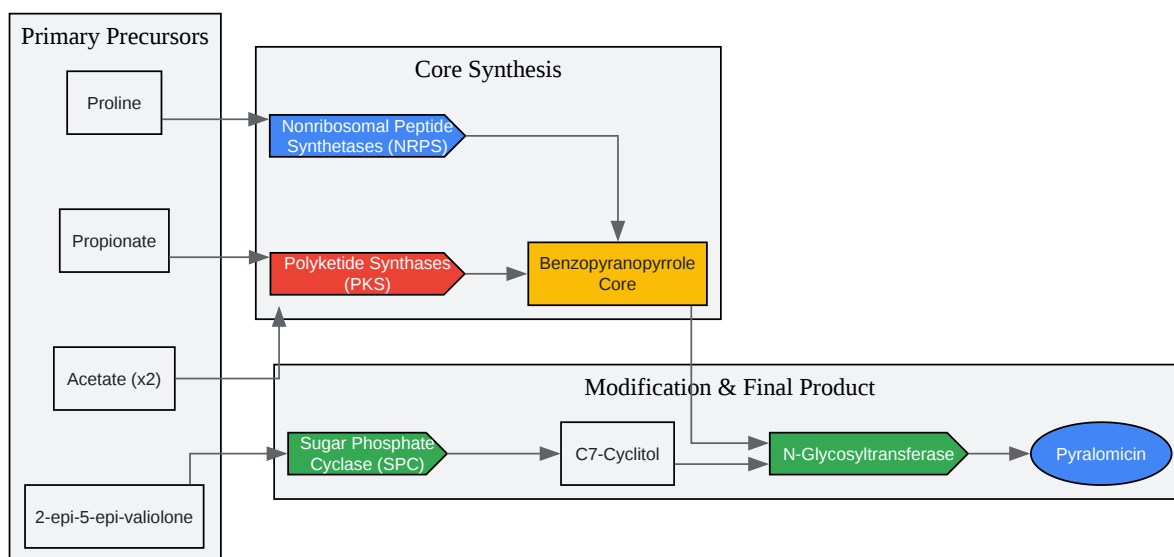 Primary Precursors
Proline
Propionate
Acetate (x2)
2-epi-5-epi-valiolone
Core Synthesis
Nonribosomal Peptide
Synthetases (NRPS)
Polyketide Synthases
(PKS)
Benzopyranopyrrole
Core
Modification & Final Product
Sugar Phosphate
Cyclase (SPC)
C7-Cyclitol
N-Glycosyltransferase
Pyralomicin